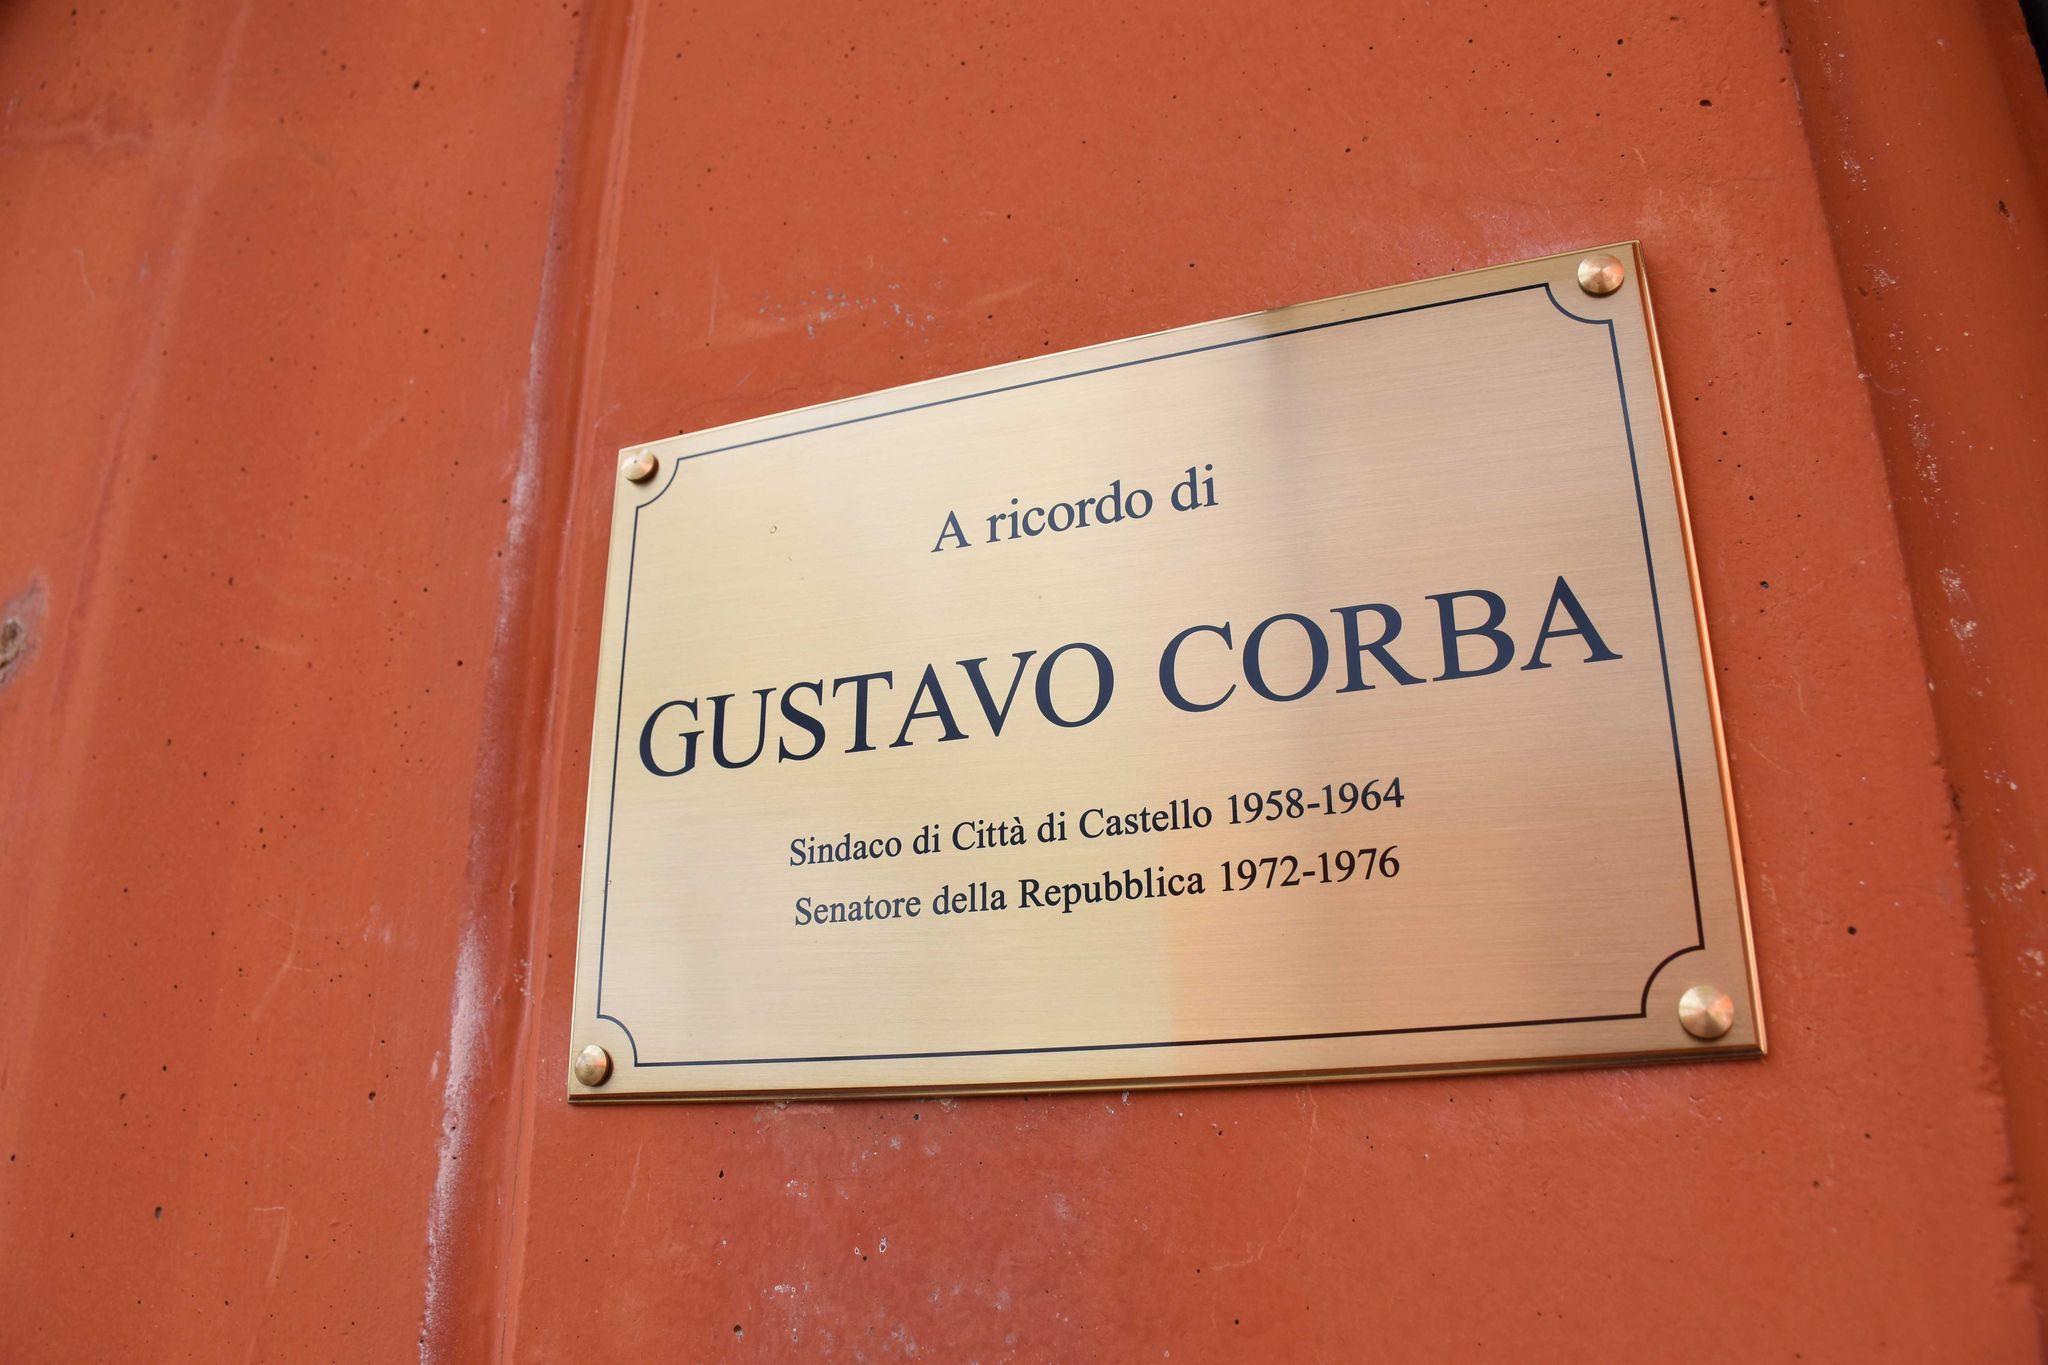 A ricordo di
GUSTAVO CORBA
Sindaco di Città di Castello 1958-1964
Senatore della Repubblica 1972-1976